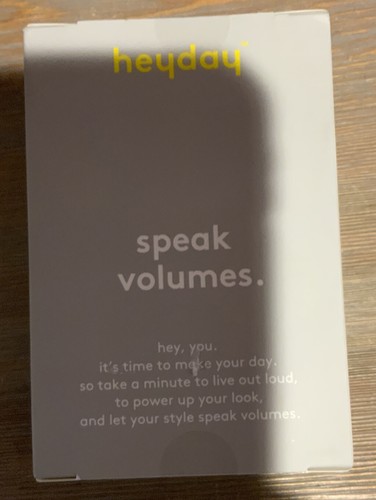 heyday™
speak
volumes.
hey, you.
it's time to make your day.
so take a minute to live out loud,
to power up your look,
and let your style speak volumes.